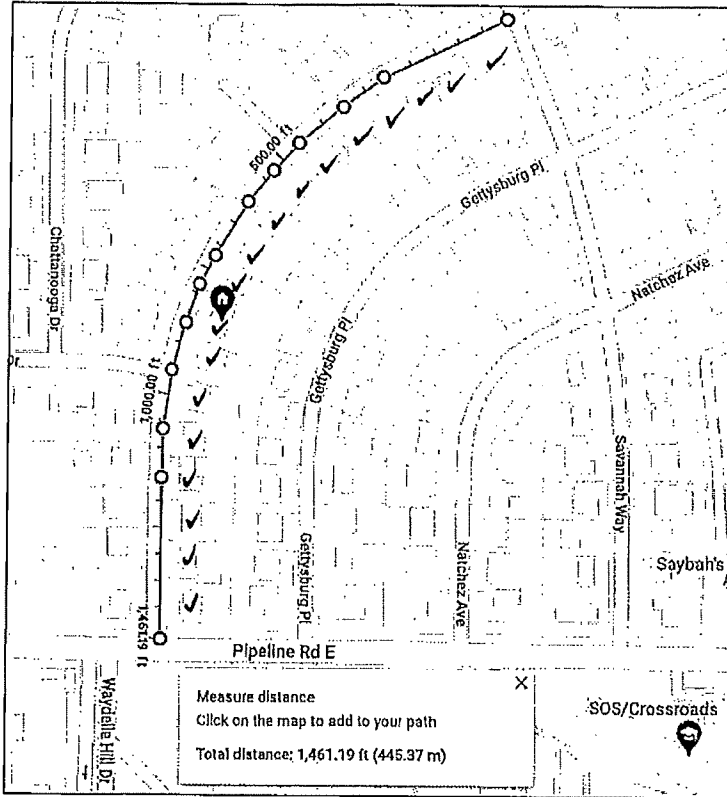 500.00 ft
Gettysburg Pl
Chattanooga Dr
Natchez Ave
Gettysburg Pl
Dr.
1,000.00 ft
Savannah Way
Gettysburg Pl
Natchez Ave
Saybah's
1,461.19 ft
Pipeline Rd E
Waydella Hill Dr
Measure distance
Click on the map to add to your path
Total distance: 1,461.19 ft (445.37 m)
SOS/Crossroads